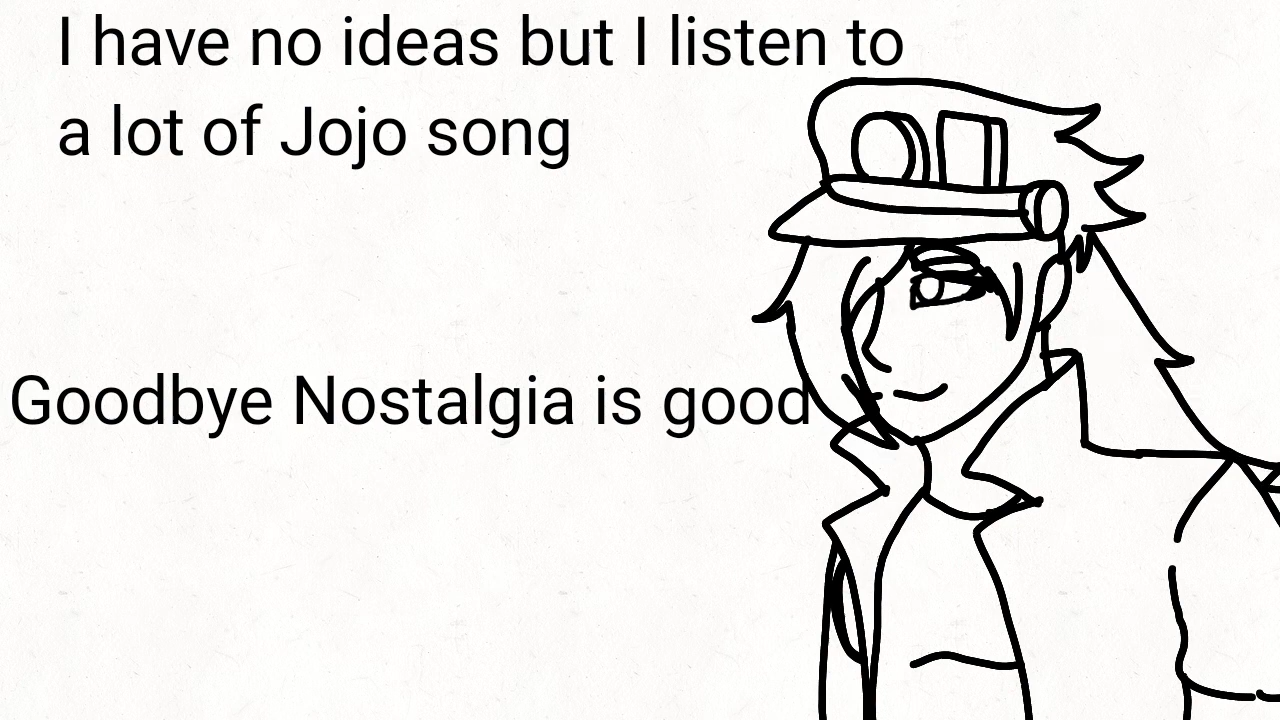 I have no ideas but I listen to
a lot of Jojo song
Goodbye Nostalgia is good